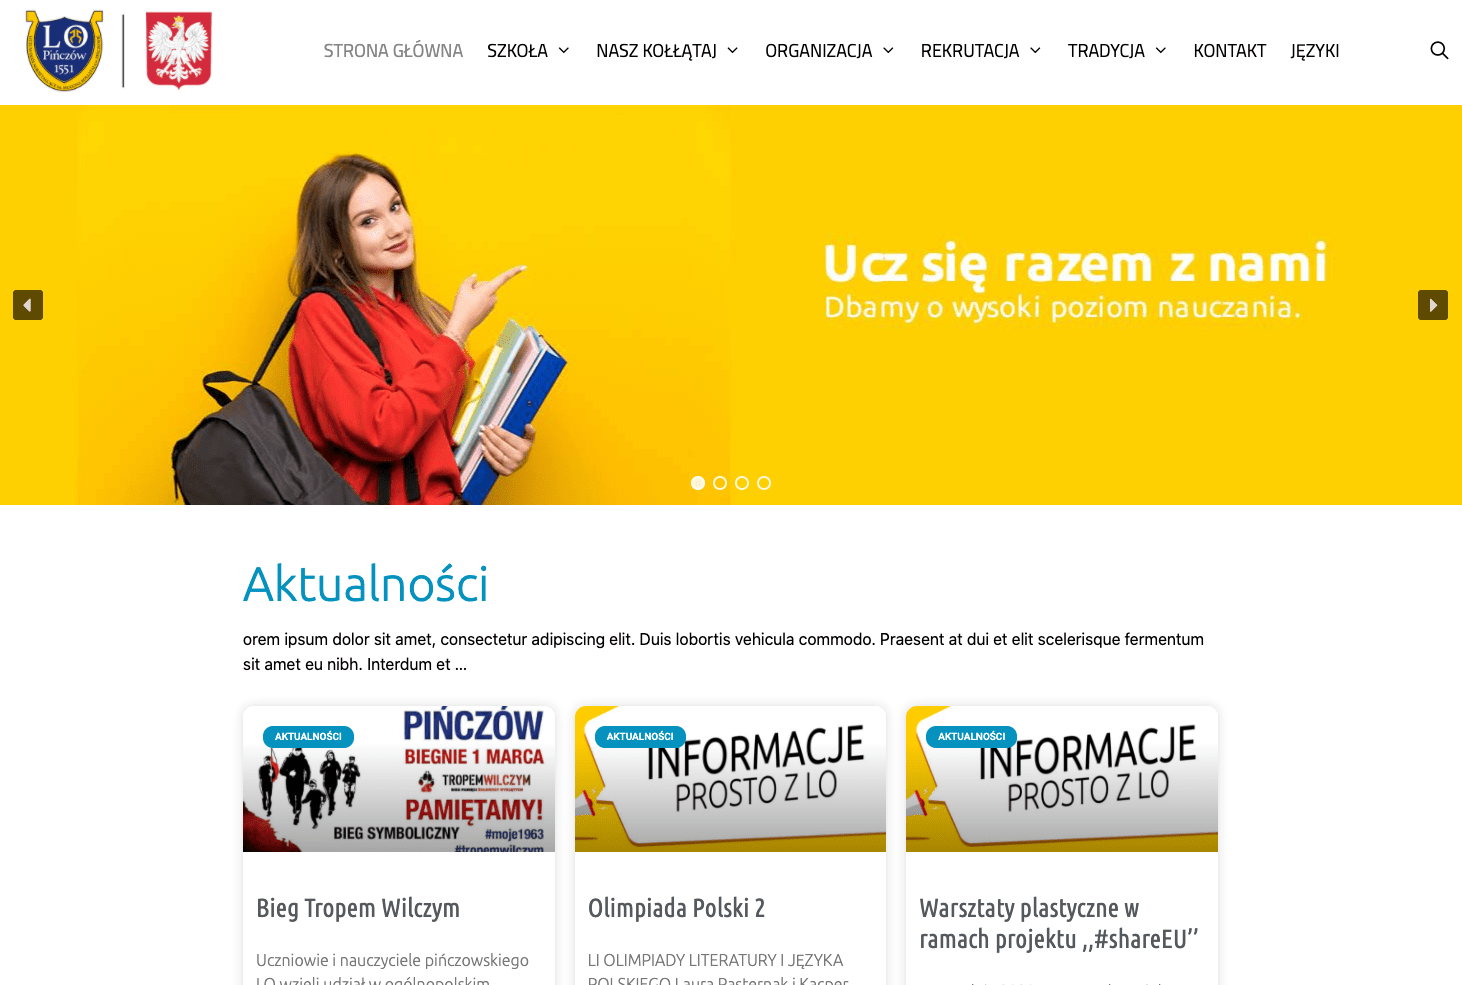 LO
Pińczów
1551
STRONA GŁÓWNA SZKOŁA NASZ KOŁŁĄTAJ ORGANIZACJA REKRUTACJA TRADYCJA KONTAKT JĘZYKI
Ucz się razem z nami
Dbamy o wysoki poziom nauczania.
Aktualności
orem ipsum dolor sit amet, consectetur adipiscing elit. Duis lobortis vehicula commodo. Praesent at dui et elit scelerisque fermentum
sit amet eu nibh. Interdum et ...
AKTUALNOŚCI
PIŃCZÓW
BIEGNIE 1 MARCA
TROPEM WILCZYM
PAMIĘTAMY!
BIEG SYMBOLICZNY #moje1963
#tropemwilczym
Bieg Tropem Wilczym
Uczniowie i nauczyciele pińczowskiego
LO wzięli udział w ogólnopolskim
AKTUALNOŚCI
INFORMACJE
PROSTO Z LO
Olimpiada Polski 2
LI OLIMPIADY LITERATURY I JĘZYKA
POLSKIEGO Laura Pasternak i Kacper
AKTUALNOŚCI
INFORMACJE
PROSTO Z LO
Warsztaty plastyczne w
ramach projektu ,,#shareEU’’